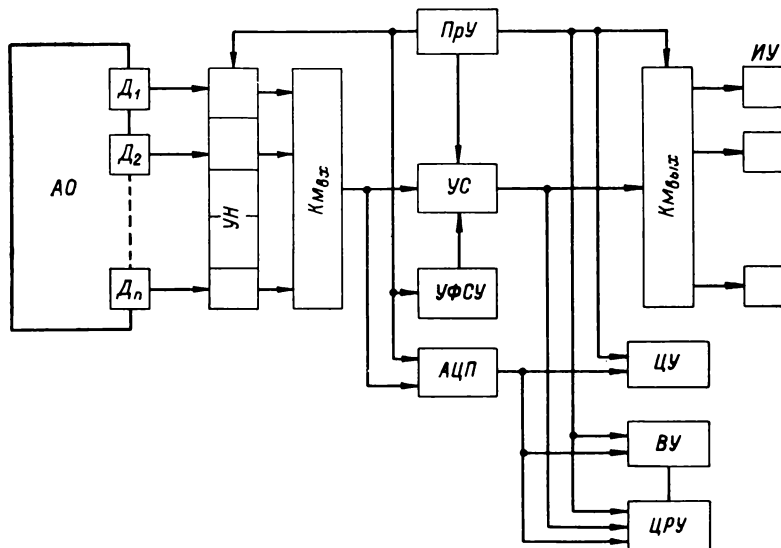 ПрУ
ИУ
Д₁
Д₂
АО
УН
КМвх
УС
КМвых
Дn
УФСУ
АЦП
ЦУ
ВУ
ЦРУ